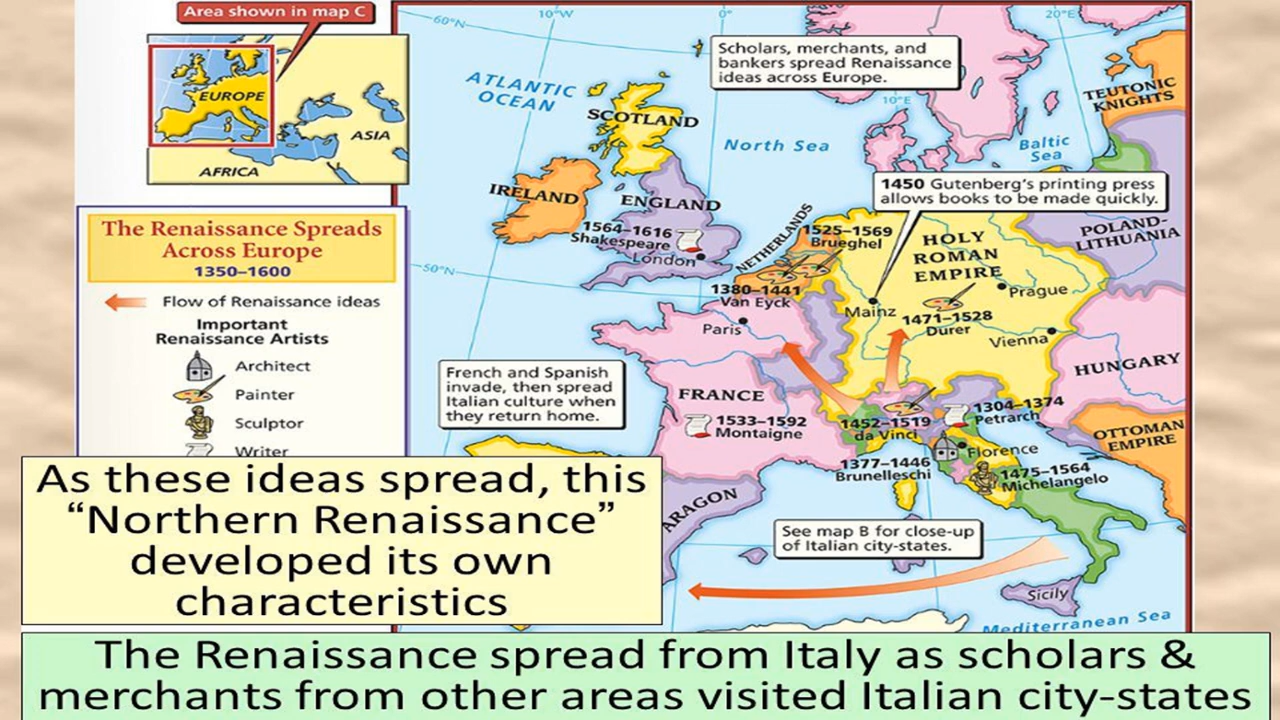 Area shown in map C
EUROPE
ASIA
AFRICA
The Renaissance Spreads
Across Europe
1350–1600
Flow of Renaissance ideas
Important
Renaissance Artists
Architect
Painter
Sculptor
Writer
60°N
10°W
0°
20°E
10°E
50°N
ATLANTIC
OCEAN
Scholars, merchants, and
bankers spread Renaissance
ideas across Europe.
TEUTONIC
KNIGHTS
SCOTLAND
North Sea
Baltic
Sea
IRELAND
ENGLAND
1564–1616
Shakespeare
London
NETHERLANDS
1525–1569
Brueghel
1450 Gutenberg's printing press
allows books to be made quickly.
POLAND-
LITHUANIA
HOLY
ROMAN
EMPIRE
1380–1441
Van Eyck
Paris
Mainz
Prague
1471–1528
Durer
Vienna
HUNGARY
French and Spanish
invade, then spread
Italian culture when
they return home.
FRANCE
1533–1592
Montaigne
1452–1519
da Vinci
1304–1374
Petrarch
OTTOMAN
EMPIRE
Florence
1377–1446
Brunelleschi
1475–1564
Michelangelo
ARAGON
See map B for close-up
of Italian city-states.
Sicily
Mediterranean Sea
As these ideas spread, this
“Northern Renaissance”
developed its own
characteristics
The Renaissance spread from Italy as scholars &
merchants from other areas visited Italian city-states